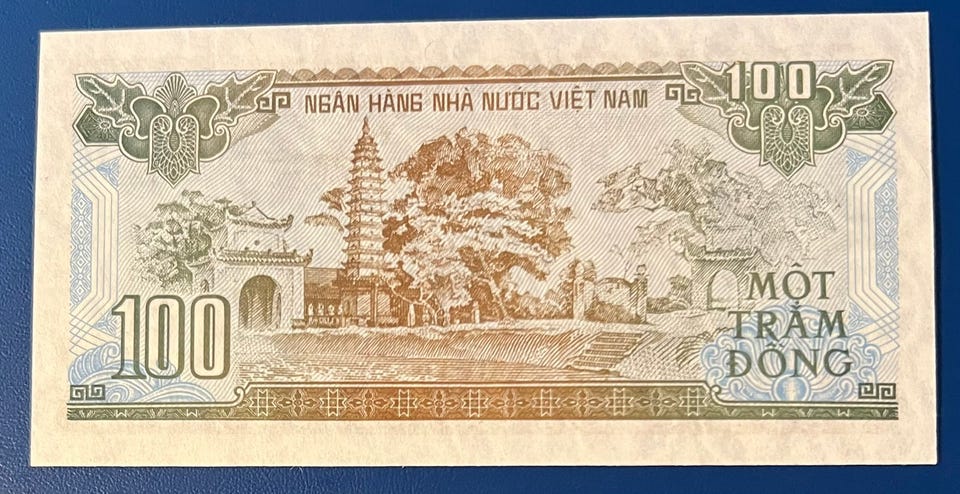 100
NGÂN HÀNG NHÀ NƯỚC VIỆT NAM
100
MỘT
TRĂM
ĐỒNG